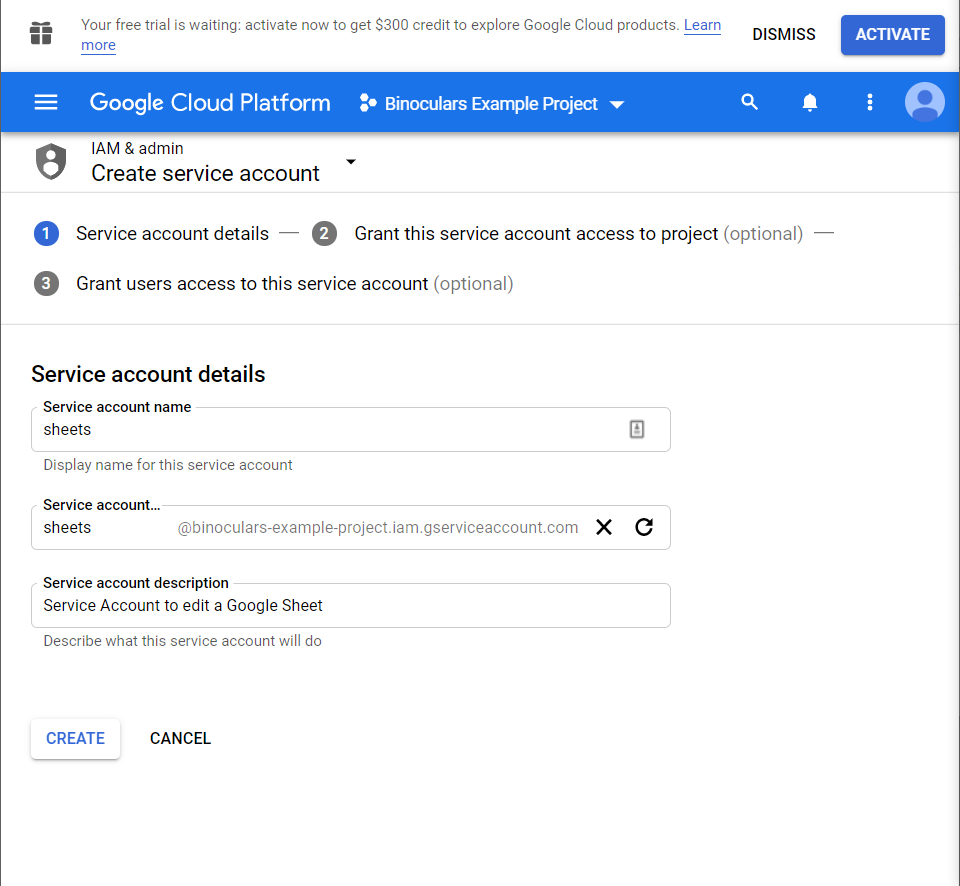 Your free trial is waiting: activate now to get $300 credit to explore Google Cloud products. Learn
more
DISMISS
ACTIVATE
Google Cloud Platform
Binoculars Example Project
IAM & admin
Create service account
1 Service account details — 2 Grant this service account access to project (optional) —
3 Grant users access to this service account (optional)
Service account details
Service account name
sheets
Display name for this service account
Service account...
sheets @binoculars-example-project.iam.gserviceaccount.com
Service account description
Service Account to edit a Google Sheet
Describe what this service account will do
CREATE CANCEL